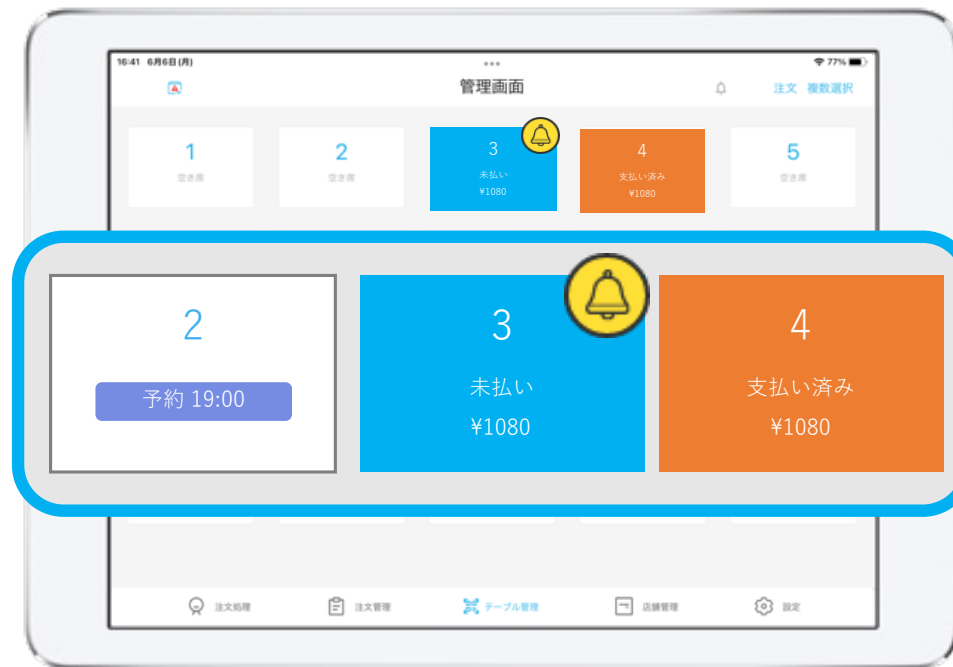 16:41 6月6日(月)
77%
管理画面
注文 複数選択
1
空き席
2
空き席
3
未払い
¥1080
4
支払い済み
¥1080
5
空き席
2
予約 19:00
3
未払い
¥1080
4
支払い済み
¥1080
注文処理
注文管理
テーブル管理
店舗管理
設定